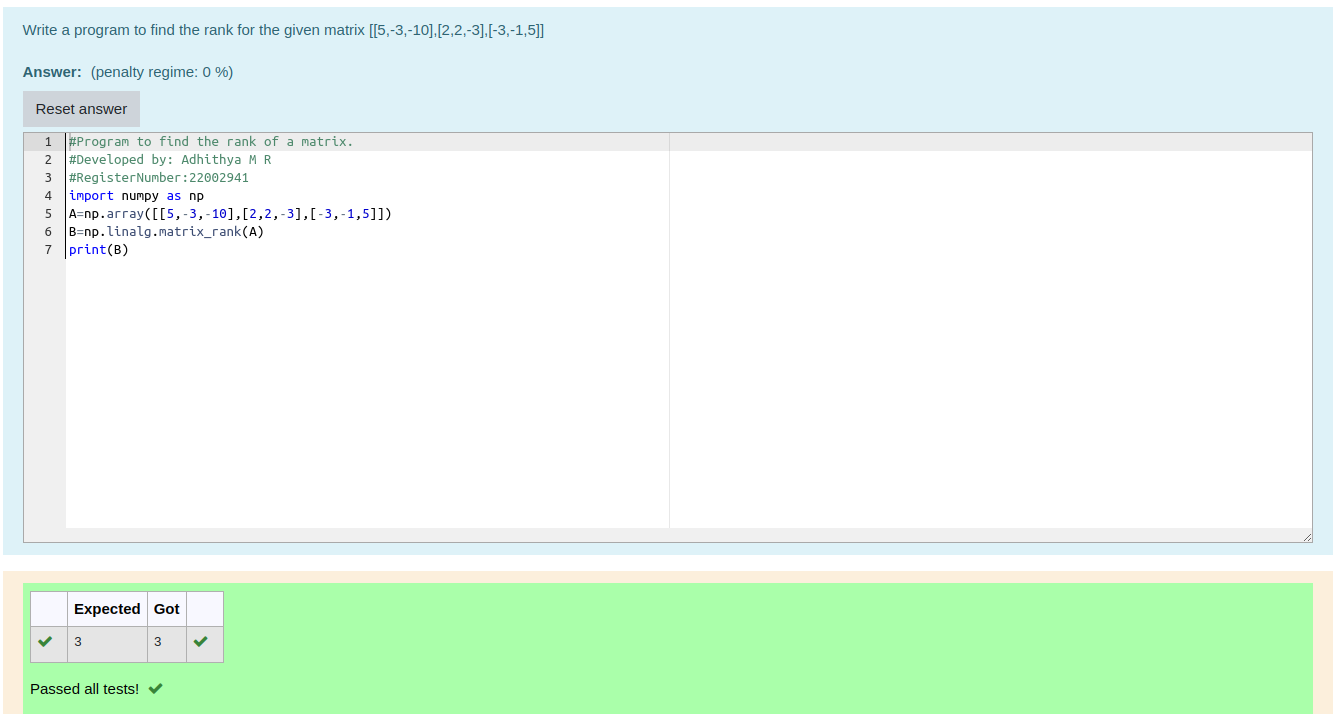 Write a program to find the rank for the given matrix [[5,-3,-10],[2,2,-3],[-3,-1,5]]
Answer: (penalty regime: 0 %)
Reset answer
1 #Program to find the rank of a matrix.
2 #Developed by: Adhithya M R
3 #RegisterNumber:22002941
4 import numpy as np
5 A=np.array([[5,-3,-10],[2,2,-3],[-3,-1,5]])
6 B=np.linalg.matrix_rank(A)
7 print(B)
Expected Got
3 3
Passed all tests!